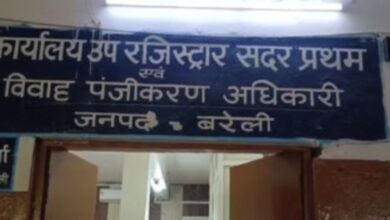 कार्यालय उप रजिस्ट्रार सदर प्रथम
एवं
विवाह पंजीकरण अधिकारी
जनपद - बरेली